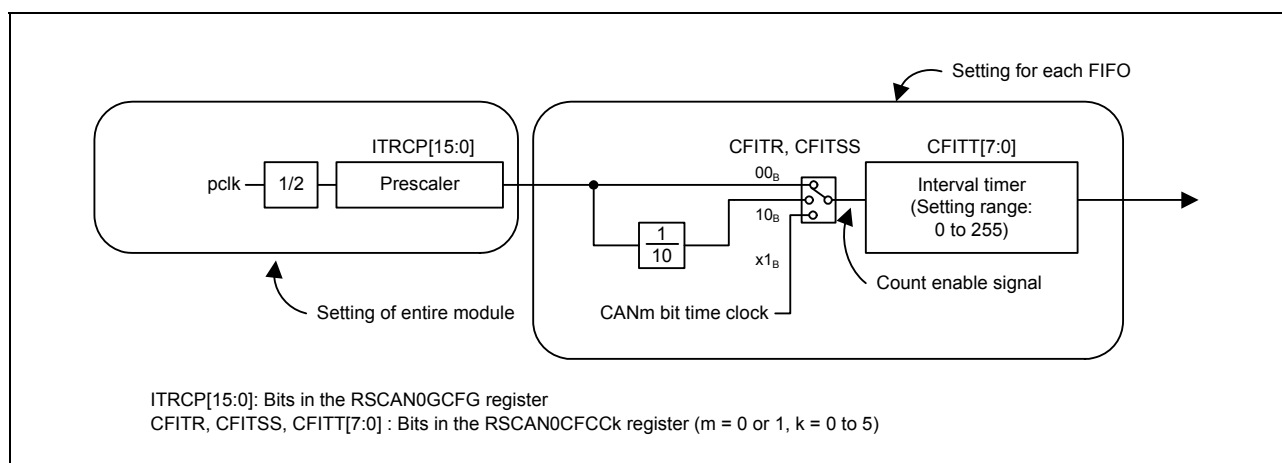 Setting for each FIFO
ITRCP[15:0]
CFITR, CFITSS
CFITT[7:0]
pclk
1/2
Prescaler
00B
10B
x1B
1
10
Interval timer
(Setting range:
0 to 255)
Count enable signal
Setting of entire module
CANm bit time clock
ITRCP[15:0]: Bits in the RSCAN0GCFG register
CFITR, CFITSS, CFITT[7:0] : Bits in the RSCAN0CFCCk register (m = 0 or 1, k = 0 to 5)